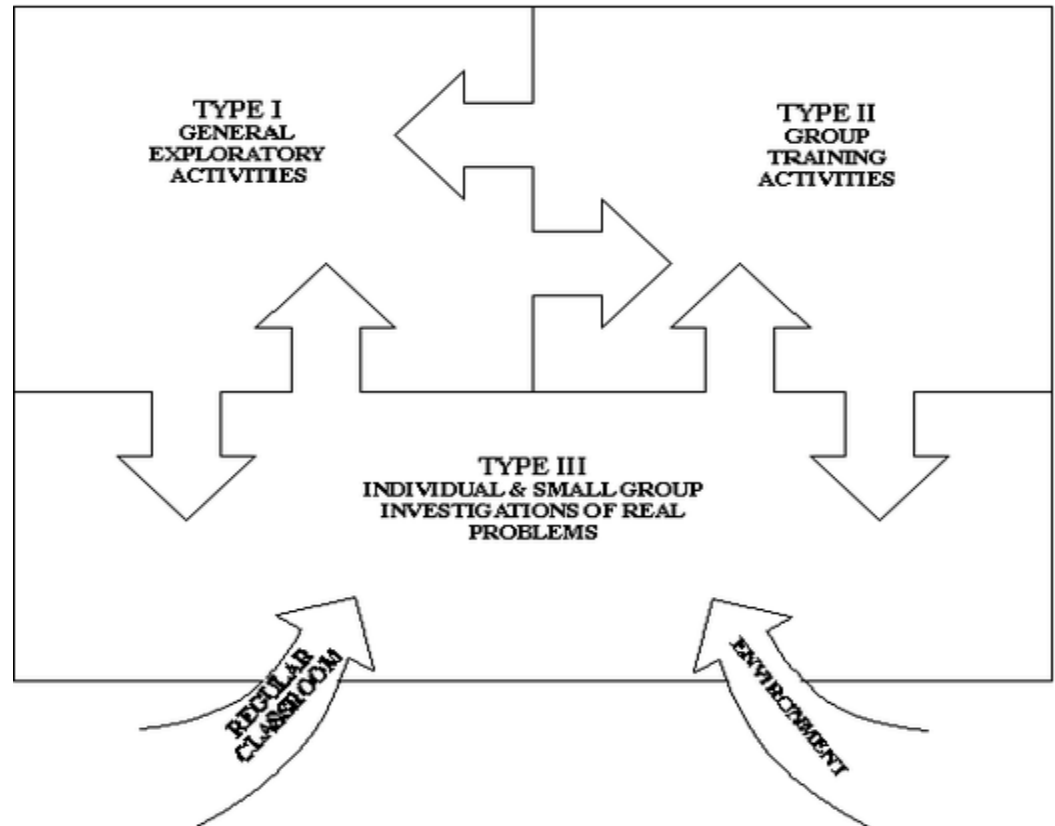 TYPE I
GENERAL
EXPLORATORY
ACTIVITIES
TYPE II
GROUP
TRAINING
ACTIVITIES
TYPE III
INDIVIDUAL & SMALL GROUP
INVESTIGATIONS OF REAL
PROBLEMS
REGULAR
CLASSROOM
ENVIRONMENT